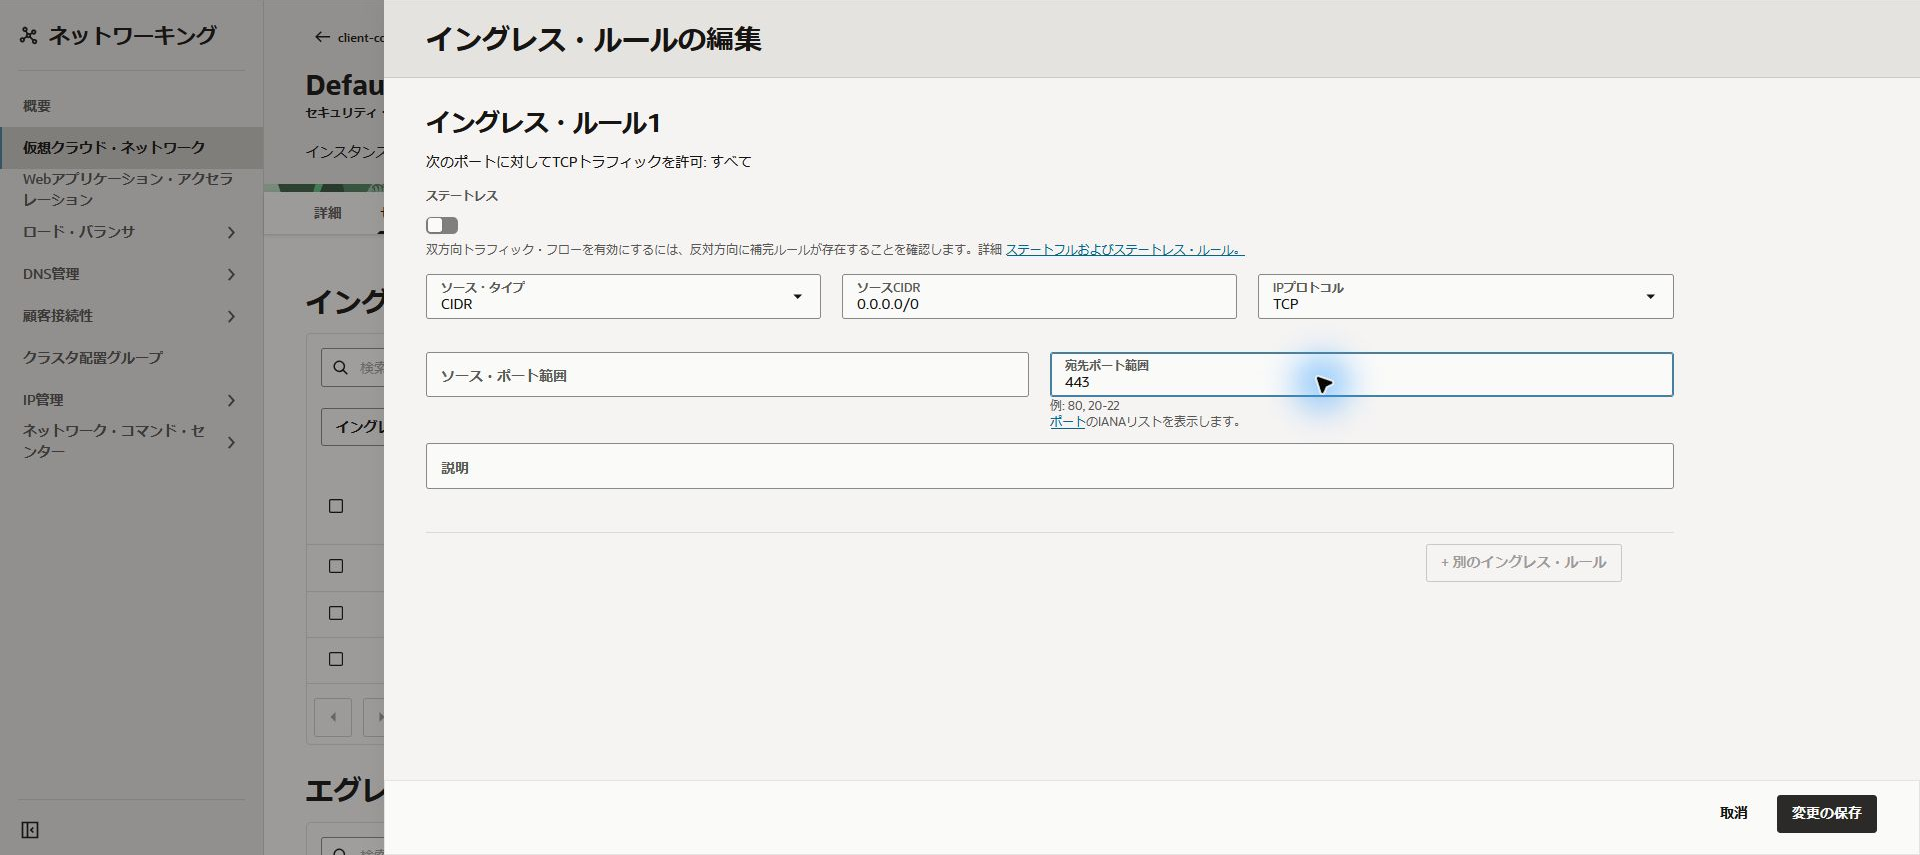 ネットワーキング
概要
仮想クラウド・ネットワーク
Webアプリケーション・アクセラ
レーション
ロード・バランサ
DNS管理
顧客接続性
クラスタ配置グループ
IP管理
ネットワーク・コマンド・セ
ンター
client-co
Defau
セキュリティ・
インスタンス
詳細
イング
検索
イングレ
エグレ
検索
イングレス・ルールの編集
イングレス・ルール1
次のポートに対してTCPトラフィックを許可: すべて
ステートレス
双方向トラフィック・フローを有効にするには、反対方向に補完ルールが存在することを確認します。詳細 ステートフルおよびステートレス・ルール。
ソース・タイプ
CIDR
ソースCIDR
0.0.0.0/0
IPプロトコル
TCP
ソース・ポート範囲
宛先ポート範囲
443
例: 80, 20-22
ポートのIANAリストを表示します。
説明
+ 別のイングレス・ルール
取消
変更の保存